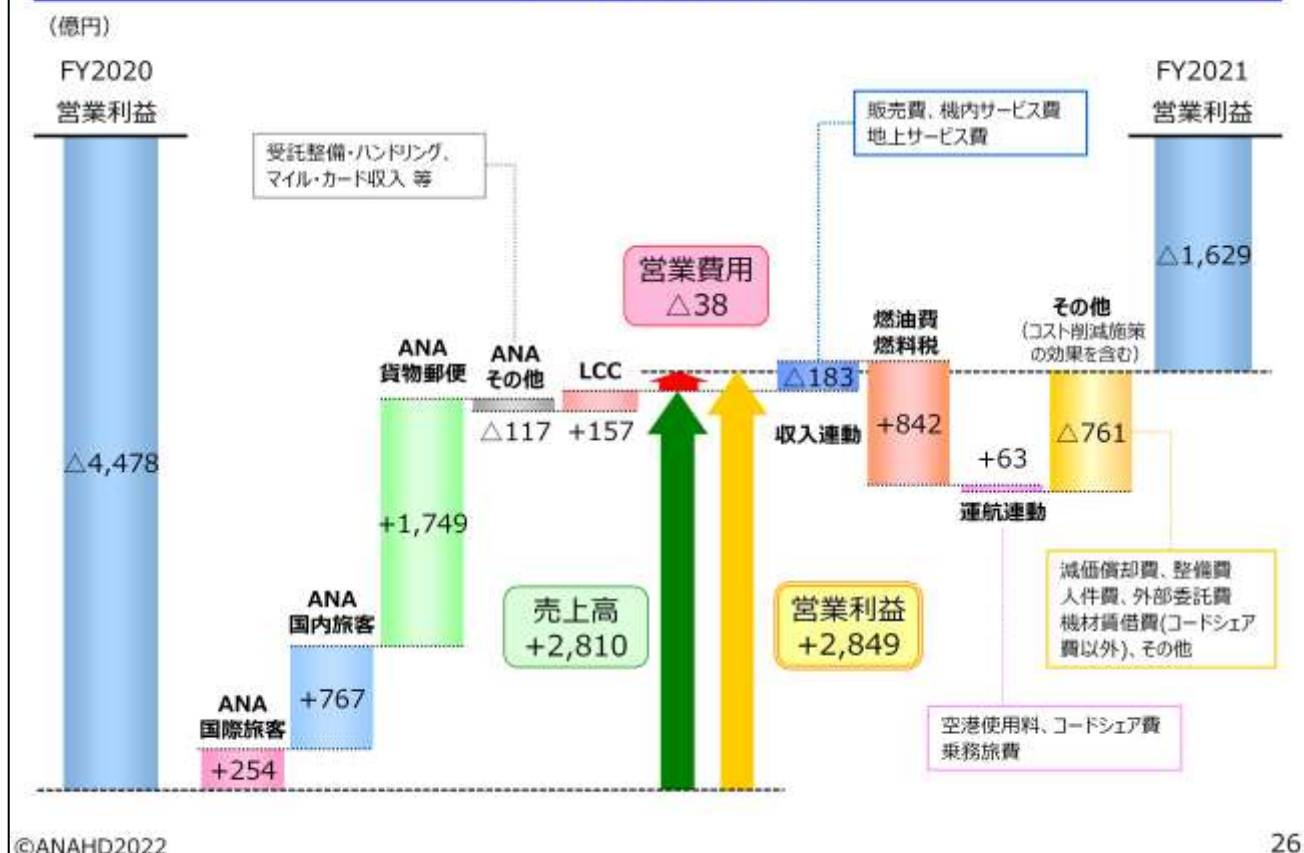 （億円）
FY2020
営業利益
FY2021
営業利益
販売費、機内サービス費
地上サービス費
受託整備・ハンドリング、
マイル・カード収入 等
営業費用
△38
△1,629
その他
（コスト削減施策
の効果を含む）
燃油費
燃料税
ANA
貨物郵便
ANA
その他
LCC
△183
△117
+157
収入連動
+842
△761
+63
運航連動
△4,478
+1,749
減価償却費、整備費
人件費、外部委託費
機材賃借費(コードシェア
費以外)、その他
売上高
+2,810
営業利益
+2,849
ANA
国内旅客
+767
ANA
国際旅客
+254
空港使用料、コードシェア費
乗務旅費
©ANAHD2022
26